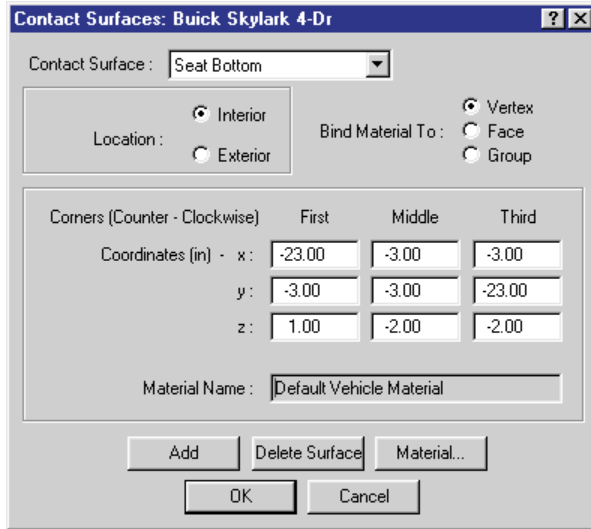 Contact Surfaces: Buick Skylark 4-Dr
Contact Surface : Seat Bottom
Location :
Interior
Exterior
Bind Material To :
Vertex
Face
Group
Corners (Counter - Clockwise) First Middle Third
Coordinates (in) - x : -23.00 -3.00 -3.00
y : -3.00 -3.00 -23.00
z : 1.00 -2.00 -2.00
Material Name : Default Vehicle Material
Add Delete Surface Material...
OK Cancel